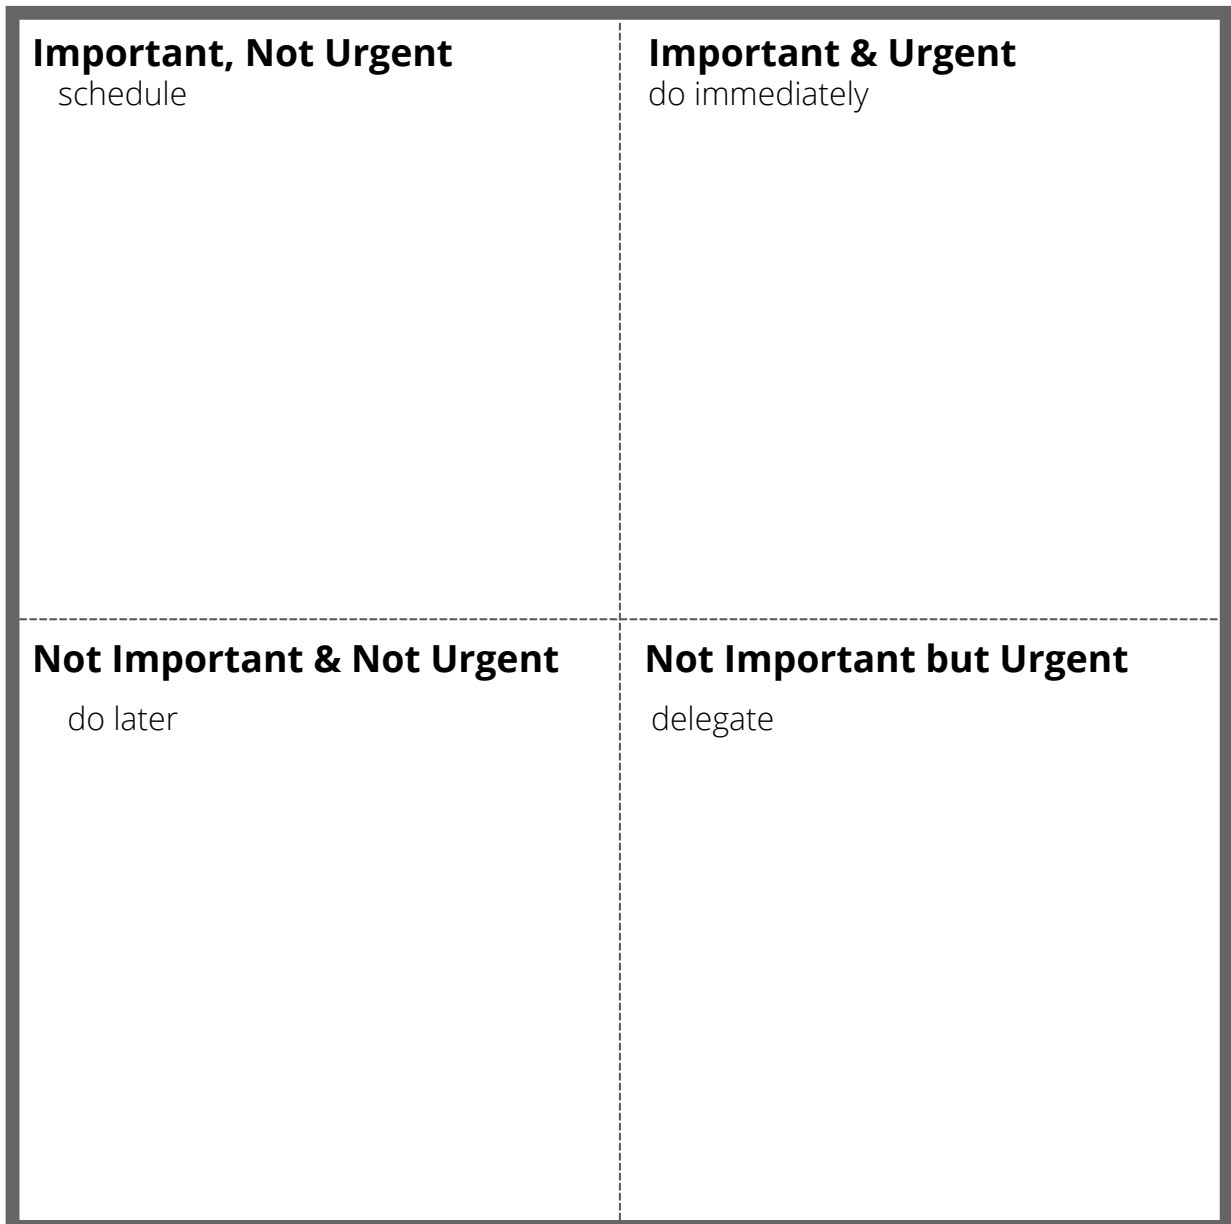 Important, Not Urgent
schedule
Important & Urgent
do immediately
Not Important & Not Urgent
do later
Not Important but Urgent
delegate